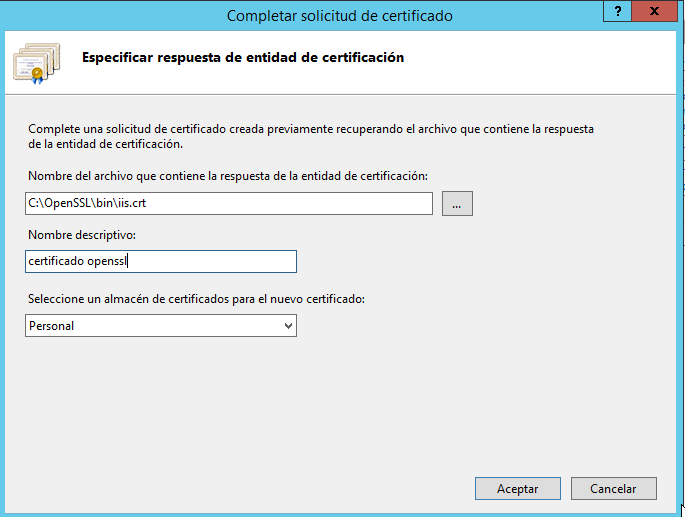 Completar solicitud de certificado
?
x
Especificar respuesta de entidad de certificación
Complete una solicitud de certificado creada previamente recuperando el archivo que contiene la respuesta
de la entidad de certificación.
Nombre del archivo que contiene la respuesta de la entidad de certificación:
C:\OpenSSL\bin\iis.crt
...
Nombre descriptivo:
certificado openssl
Seleccione un almacén de certificados para el nuevo certificado:
Personal
Aceptar
Cancelar